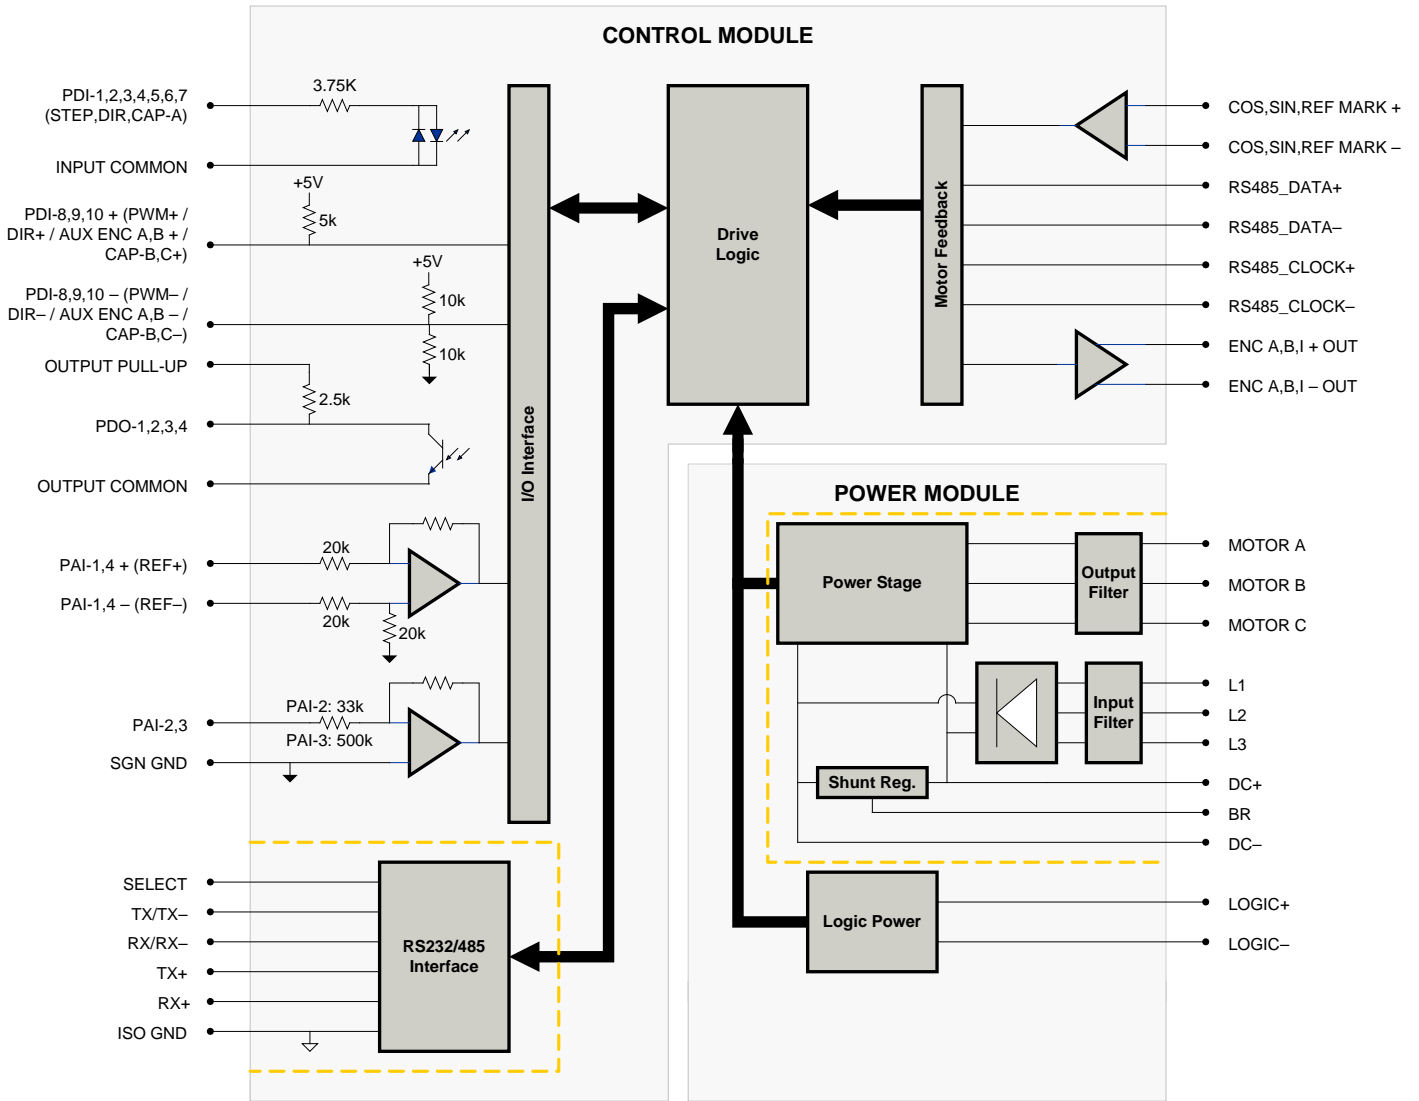 CONTROL MODULE
PDI-1,2,3,4,5,6,7
(STEP,DIR,CAP-A)
3.75K
INPUT COMMON
+5V
PDI-8,9,10 + (PWM+ /
DIR+ / AUX ENC A,B + /
CAP-B,C+)
5k
+5V
PDI-8,9,10 – (PWM– /
DIR– / AUX ENC A,B – /
CAP-B,C–)
10k
10k
OUTPUT PULL-UP
2.5k
PDO-1,2,3,4
OUTPUT COMMON
PAI-1,4 + (REF+)
20k
PAI-1,4 – (REF–)
20k
20k
PAI-2,3
PAI-2: 33k
PAI-3: 500k
SGN GND
I/O Interface
Drive
Logic
Motor Feedback
COS,SIN,REF MARK +
COS,SIN,REF MARK –
RS485_DATA+
RS485_DATA–
RS485_CLOCK+
RS485_CLOCK–
ENC A,B,I + OUT
ENC A,B,I – OUT
SELECT
TX/TX–
RX/RX–
TX+
RX+
ISO GND
RS232/485
Interface
POWER MODULE
Power Stage
Output
Filter
MOTOR A
MOTOR B
MOTOR C
Input
Filter
L1
L2
L3
Shunt Reg.
DC+
BR
DC–
Logic Power
LOGIC+
LOGIC–